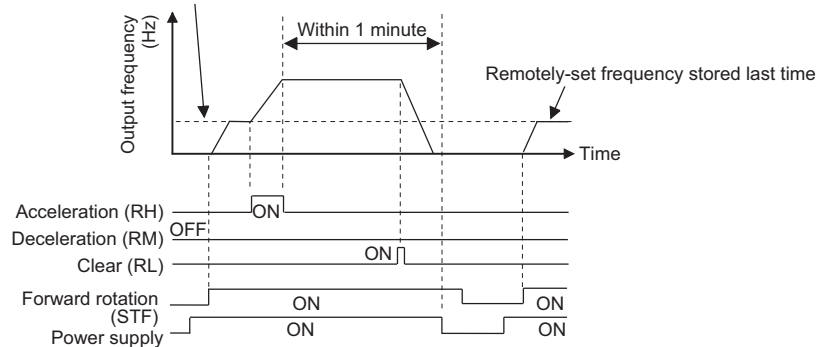 Output frequency
(Hz)
Within 1 minute
Remotely-set frequency stored last time
Time
Acceleration (RH)
ON
Deceleration (RM)
OFF
Clear (RL)
ON
Forward rotation
(STF)
ON
ON
Power supply
ON
ON